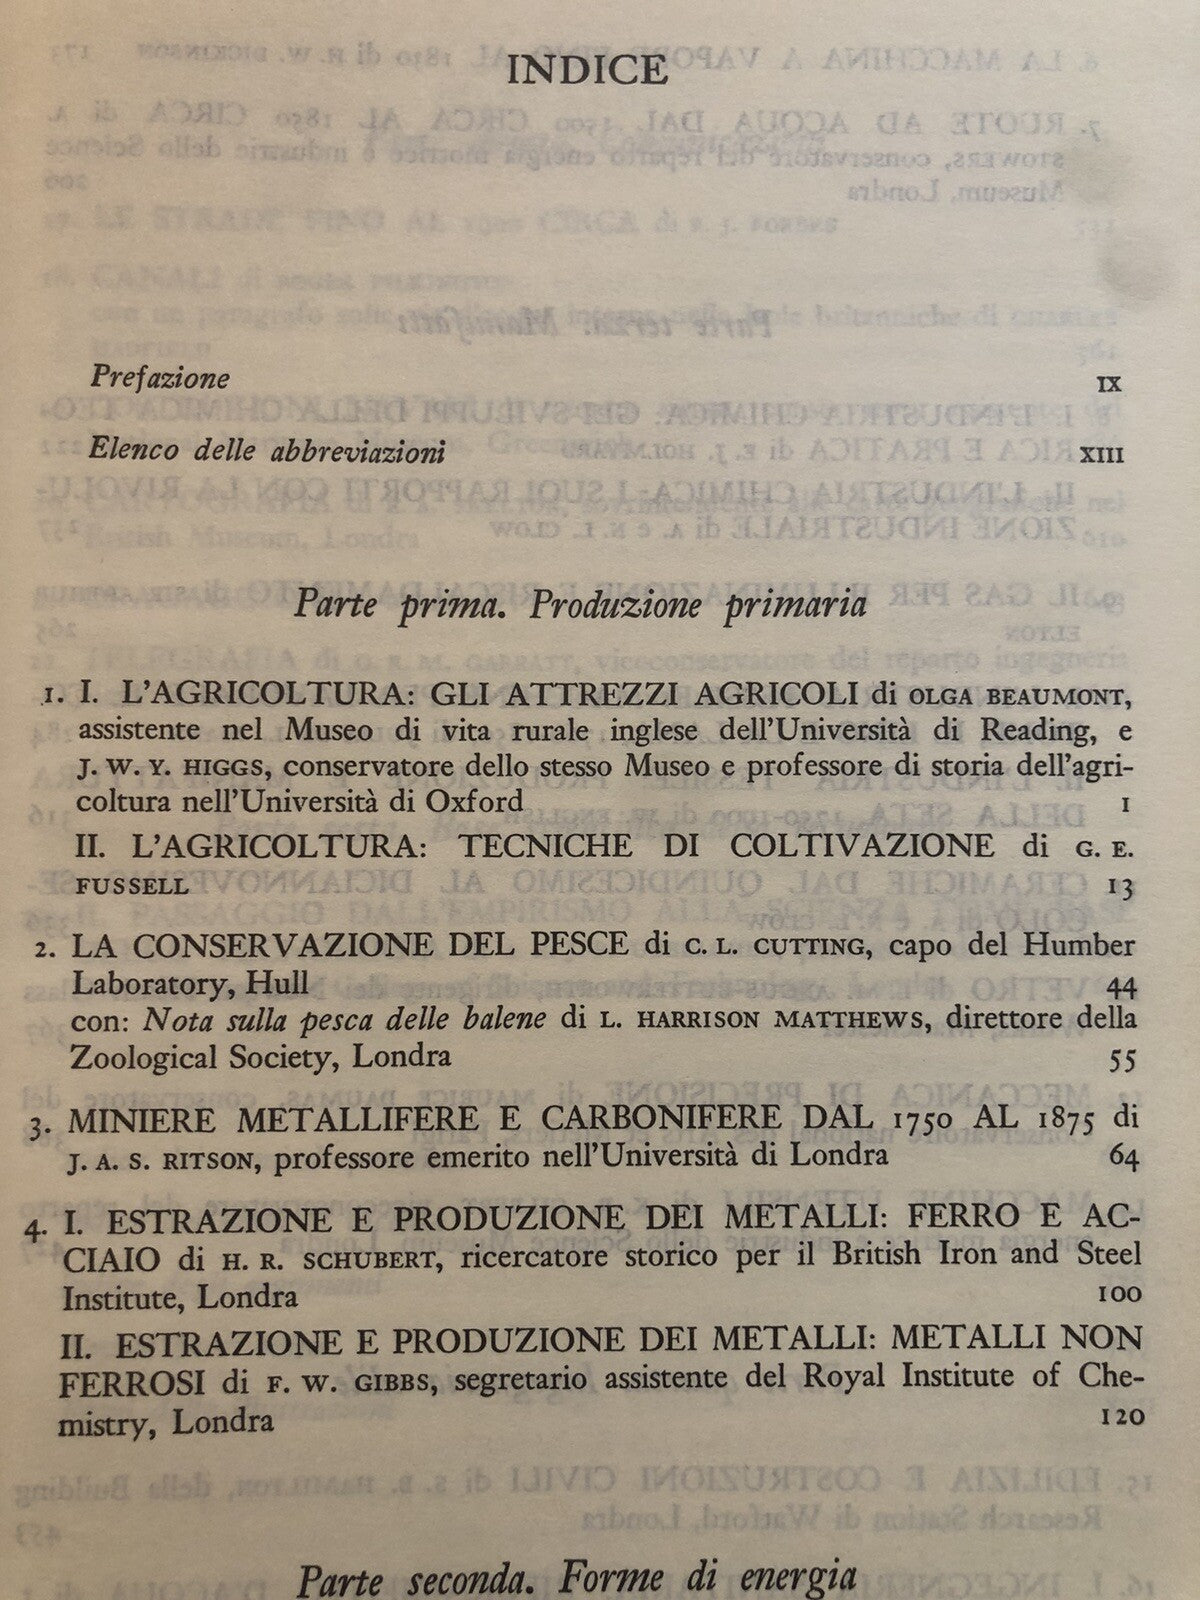 INDICE
Prefazione IX
Elenco delle abbreviazioni XIII
Parte prima. Produzione primaria
1. I. L'AGRICOLTURA: GLI ATTREZZI AGRICOLI di OLGA BEAUMONT,
assistente nel Museo di vita rurale inglese dell'Università di Reading, e
J. W. Y. HIGGS, conservatore dello stesso Museo e professore di storia dell'agri-
coltura nell'Università di Oxford 1
II. L'AGRICOLTURA: TECNICHE DI COLTIVAZIONE di G. E.
FUSSELL 13
2. LA CONSERVAZIONE DEL PESCE di C. L. CUTTING, capo del Humber
Laboratory, Hull 44
con: Nota sulla pesca delle balene di L. HARRISON MATTHEWS, direttore della
Zoological Society, Londra 55
3. MINIERE METALLIFERE E CARBONIFERE DAL 1750 AL 1875 di
J. A. S. RITSON, professore emerito nell'Università di Londra 64
4. I. ESTRAZIONE E PRODUZIONE DEI METALLI: FERRO E AC-
CIAIO di H. R. SCHUBERT, ricercatore storico per il British Iron and Steel
Institute, Londra 100
II. ESTRAZIONE E PRODUZIONE DEI METALLI: METALLI NON
FERROSI di F. W. GIBBS, segretario assistente del Royal Institute of Che-
mistry, Londra 120
Parte seconda. Forme di energia